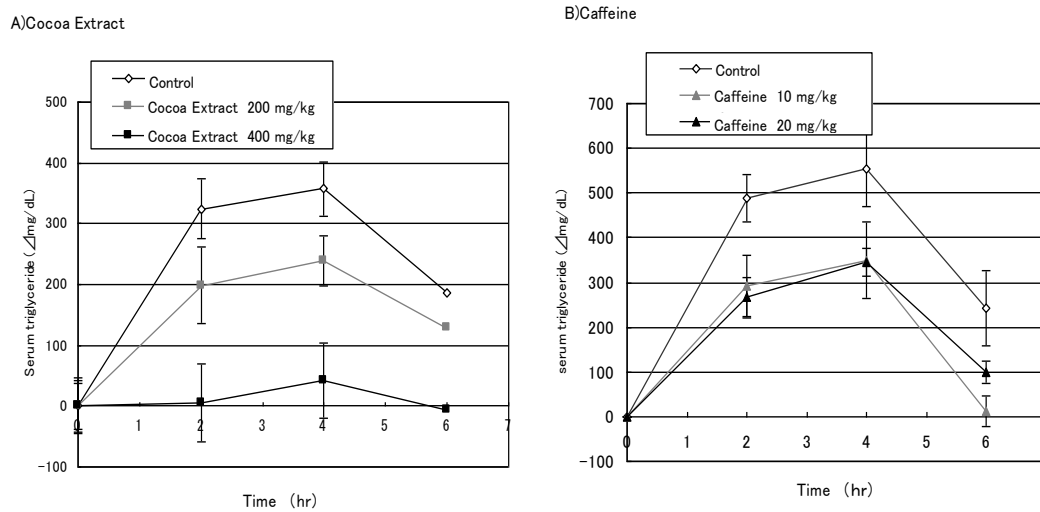 A)Cocoa Extract
Control
Cocoa Extract 200 mg/kg
Cocoa Extract 400 mg/kg
500
400
300
200
100
0
-100
0 1 2 3 4 5 6 7
Serum triglyceride (⊿mg/dL)
Time (hr)
B)Caffeine
Control
Caffeine 10 mg/kg
Caffeine 20 mg/kg
700
600
500
400
300
200
100
0
-100
0 1 2 3 4 5 6
serum triglyceride (⊿mg/dL)
Time (hr)